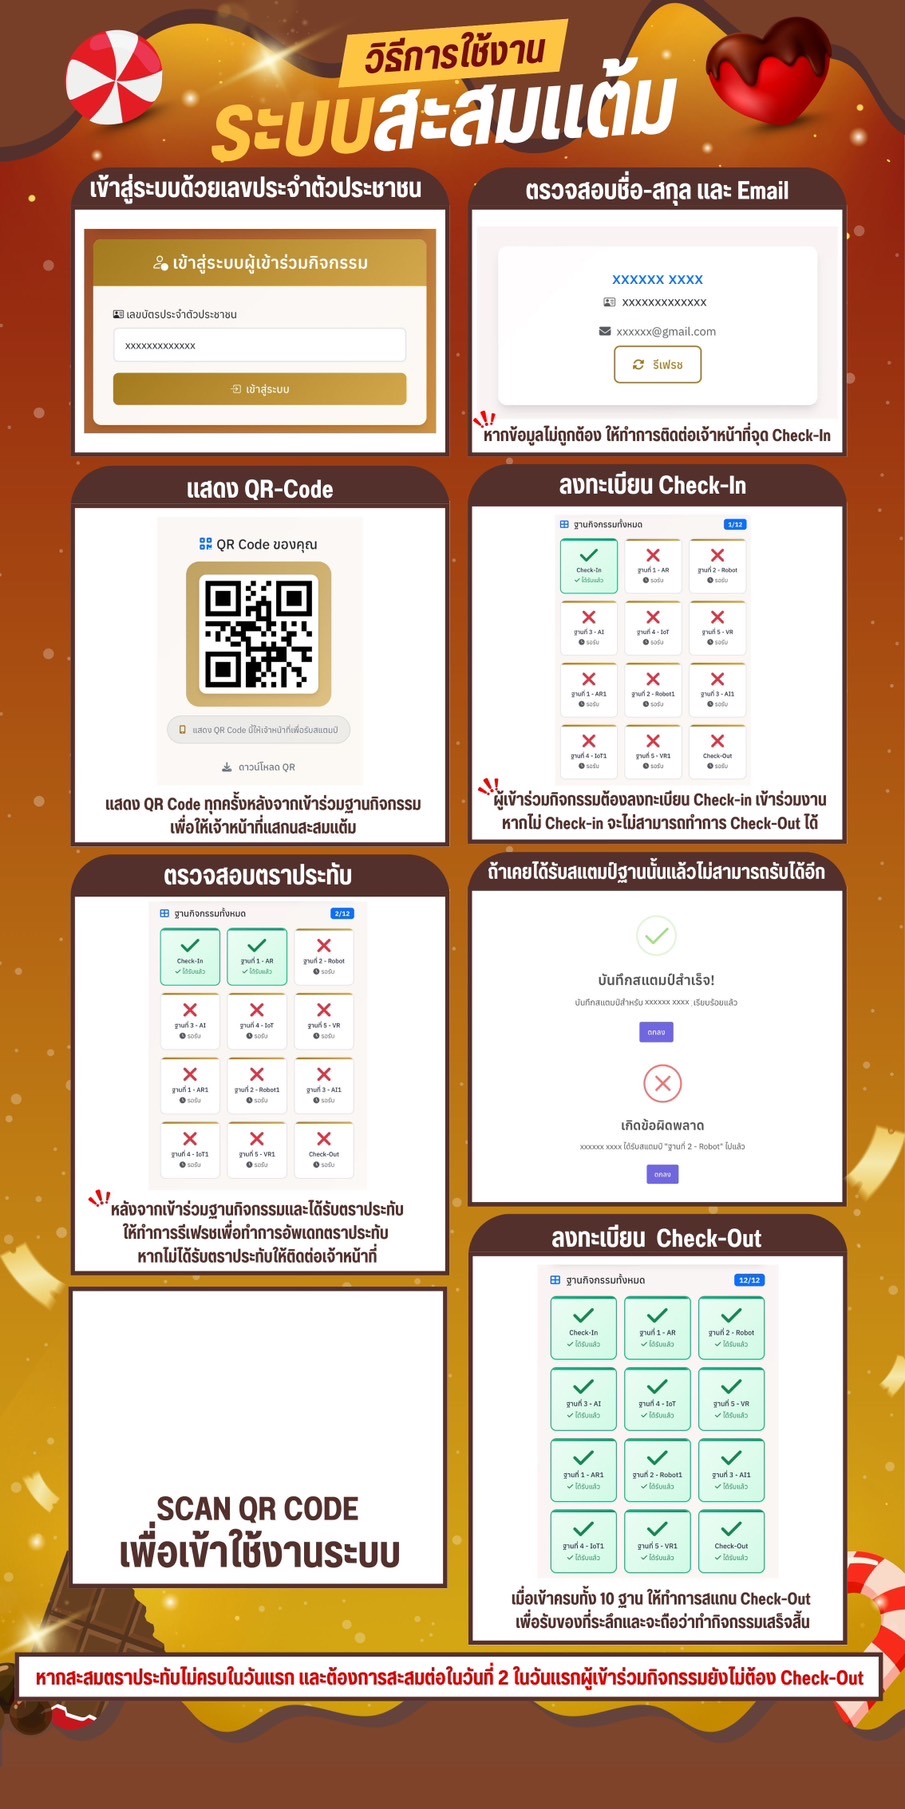 วิธีการใช้งาน
ระบบสะสมแต้ม
เข้าสู่ระบบด้วยเลขประจำตัวประชาชน
เข้าสู่ระบบผู้เข้าร่วมกิจกรรม
เลขบัตรประจำตัวประชาชน
xxxxxxxxxxxxx
เข้าสู่ระบบ
ตรวจสอบชื่อ-สกุล และ Email
xxxxxx xxxx
xxxxxxxxxxxxx
xxxxxx@gmail.com
รีเฟรช
หากข้อมูลไม่ถูกต้อง ให้ทำการติดต่อเจ้าหน้าที่จุด Check-In
แสดง QR-Code
QR Code ของคุณ
แสดง QR Code นี้ให้เจ้าหน้าที่เพื่อรับสแตมป์
ดาวน์โหลด QR
แสดง QR Code ทุกครั้งหลังจากเข้าร่วมฐานกิจกรรม
เพื่อให้เจ้าหน้าที่แสกนสะสมแต้ม
ลงทะเบียน Check-In
ฐานกิจกรรมทั้งหมด 1/12
Check-In ฐานที่ 1 - AR ฐานที่ 2 - Robot
ได้รับแล้ว รอรับ รอรับ
ฐานที่ 3 - AI ฐานที่ 4 - IoT ฐานที่ 5 - VR
รอรับ รอรับ รอรับ
ฐานที่ 1 - AR1 ฐานที่ 2 - Robot1 ฐานที่ 3 - AI1
รอรับ รอรับ รอรับ
ฐานที่ 4 - IoT1 ฐานที่ 5 - VR1 Check-Out
รอรับ รอรับ รอรับ
ผู้เข้าร่วมกิจกรรมต้องลงทะเบียน Check-in เข้าร่วมงาน
หากไม่ Check-in จะไม่สามารถทำการ Check-Out ได้
ตรวจสอบตราประทับ
ฐานกิจกรรมทั้งหมด 2/12
Check-In ฐานที่ 1 - AR ฐานที่ 2 - Robot
ได้รับแล้ว ได้รับแล้ว รอรับ
ฐานที่ 3 - AI ฐานที่ 4 - IoT ฐานที่ 5 - VR
รอรับ รอรับ รอรับ
ฐานที่ 1 - AR1 ฐานที่ 2 - Robot1 ฐานที่ 3 - AI1
รอรับ รอรับ รอรับ
ฐานที่ 4 - IoT1 ฐานที่ 5 - VR1 Check-Out
รอรับ รอรับ รอรับ
หลังจากเข้าร่วมฐานกิจกรรมและได้รับตราประทับ
ให้ทำการรีเฟรชเพื่อทำการอัพเดทตราประทับ
หากไม่ได้รับตราประทับให้ติดต่อเจ้าหน้าที่
ถ้าเคยได้รับสแตมป์ฐานนั้นแล้วไม่สามารถรับได้อีก
บันทึกสแตมป์สำเร็จ!
บันทึกสแตมป์สำหรับ xxxxxx xxxx เรียบร้อยแล้ว
ตกลง
เกิดข้อผิดพลาด
xxxxxx xxxx ได้รับสแตมป์ "ฐานที่ 2 - Robot" ไปแล้ว
ตกลง
SCAN QR CODE
เพื่อเข้าใช้งานระบบ
ลงทะเบียน Check-Out
ฐานกิจกรรมทั้งหมด 12/12
Check-In ฐานที่ 1 - AR ฐานที่ 2 - Robot
ได้รับแล้ว ได้รับแล้ว ได้รับแล้ว
ฐานที่ 3 - AI ฐานที่ 4 - IoT ฐานที่ 5 - VR
ได้รับแล้ว ได้รับแล้ว ได้รับแล้ว
ฐานที่ 1 - AR1 ฐานที่ 2 - Robot1 ฐานที่ 3 - AI1
ได้รับแล้ว ได้รับแล้ว ได้รับแล้ว
ฐานที่ 4 - IoT1 ฐานที่ 5 - VR1 Check-Out
ได้รับแล้ว ได้รับแล้ว ได้รับแล้ว
เมื่อเข้าครบทั้ง 10 ฐาน ให้ทำการสแกน Check-Out
เพื่อรับของที่ระลึกและจะถือว่าทำกิจกรรมเสร็จสิ้น
หากสะสมตราประทับไม่ครบในวันแรก และต้องการสะสมต่อในวันที่ 2 ในวันแรกผู้เข้าร่วมกิจกรรมยังไม่ต้อง Check-Out